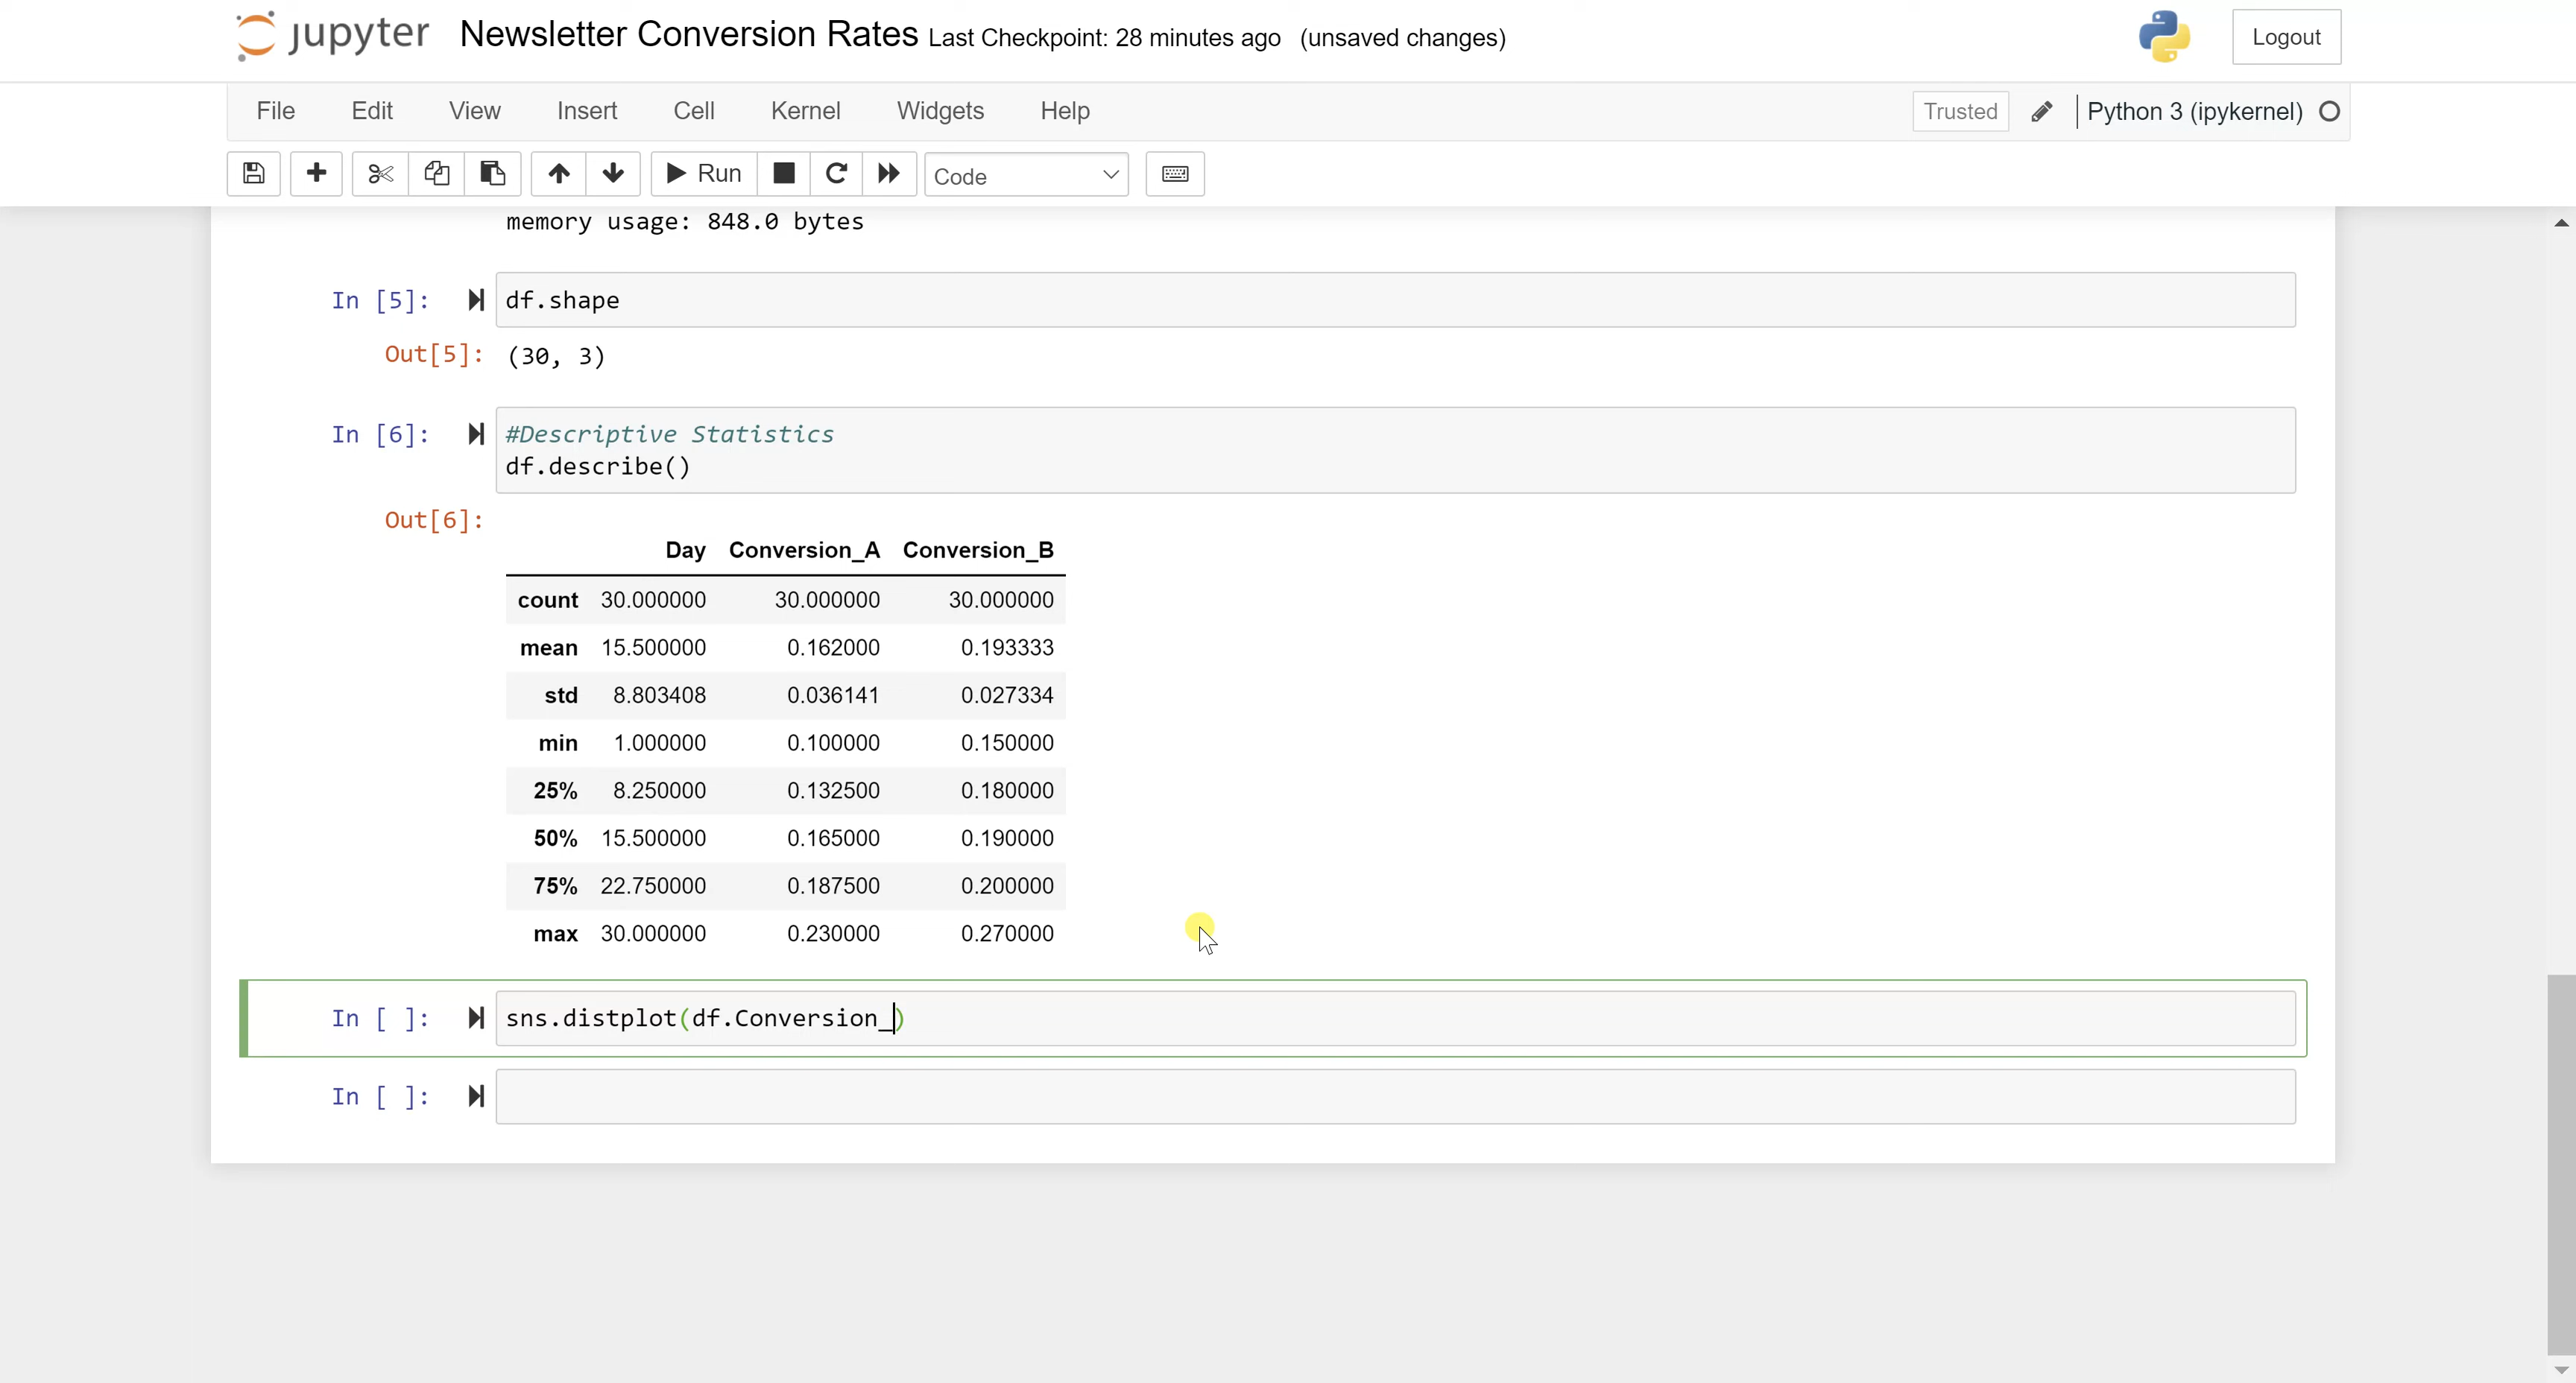 jupyter Newsletter Conversion Rates Last Checkpoint: 28 minutes ago (unsaved changes)
Logout
File Edit View Insert Cell Kernel Widgets Help
Trusted Python 3 (ipykernel)
Run Code
memory usage: 848.0 bytes
In [5]: df.shape
Out[5]: (30, 3)
In [6]: #Descriptive Statistics
df.describe()
Out[6]:
Day Conversion_A Conversion_B
count 30.000000 30.000000 30.000000
mean 15.500000 0.162000 0.193333
std 8.803408 0.036141 0.027334
min 1.000000 0.100000 0.150000
25% 8.250000 0.132500 0.180000
50% 15.500000 0.165000 0.190000
75% 22.750000 0.187500 0.200000
max 30.000000 0.230000 0.270000
In [ ]: sns.distplot(df.Conversion_)
In [ ]: